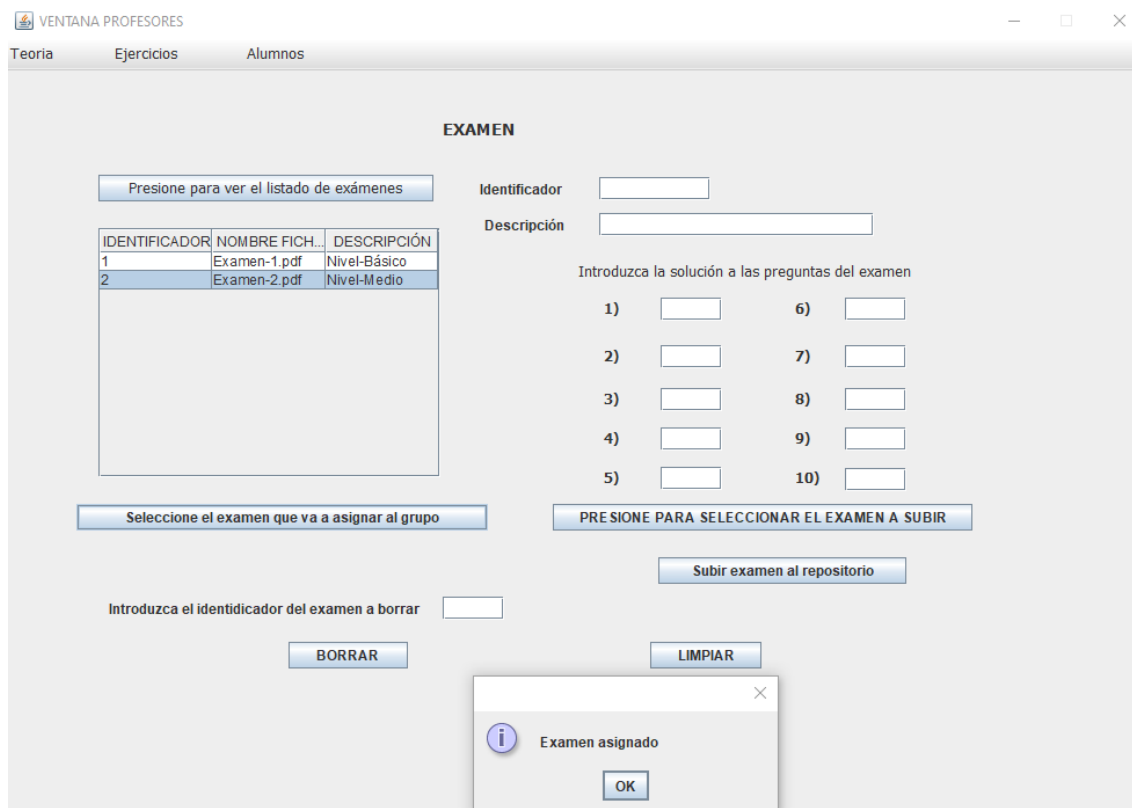 VENTANA PROFESORES
Teoria Ejercicios Alumnos
EXAMEN
Presione para ver el listado de exámenes
Identificador
Descripción
IDENTIFICADOR NOMBRE FICH... DESCRIPCIÓN
1 Examen-1.pdf Nivel-Básico
2 Examen-2.pdf Nivel-Medio
Introduzca la solución a las preguntas del examen
1) 6)
2) 7)
3) 8)
4) 9)
5) 10)
Seleccione el examen que va a asignar al grupo
PRESIONE PARA SELECCIONAR EL EXAMEN A SUBIR
Subir examen al repositorio
Introduzca el identidicador del examen a borrar
BORRAR LIMPIAR
Examen asignado
OK